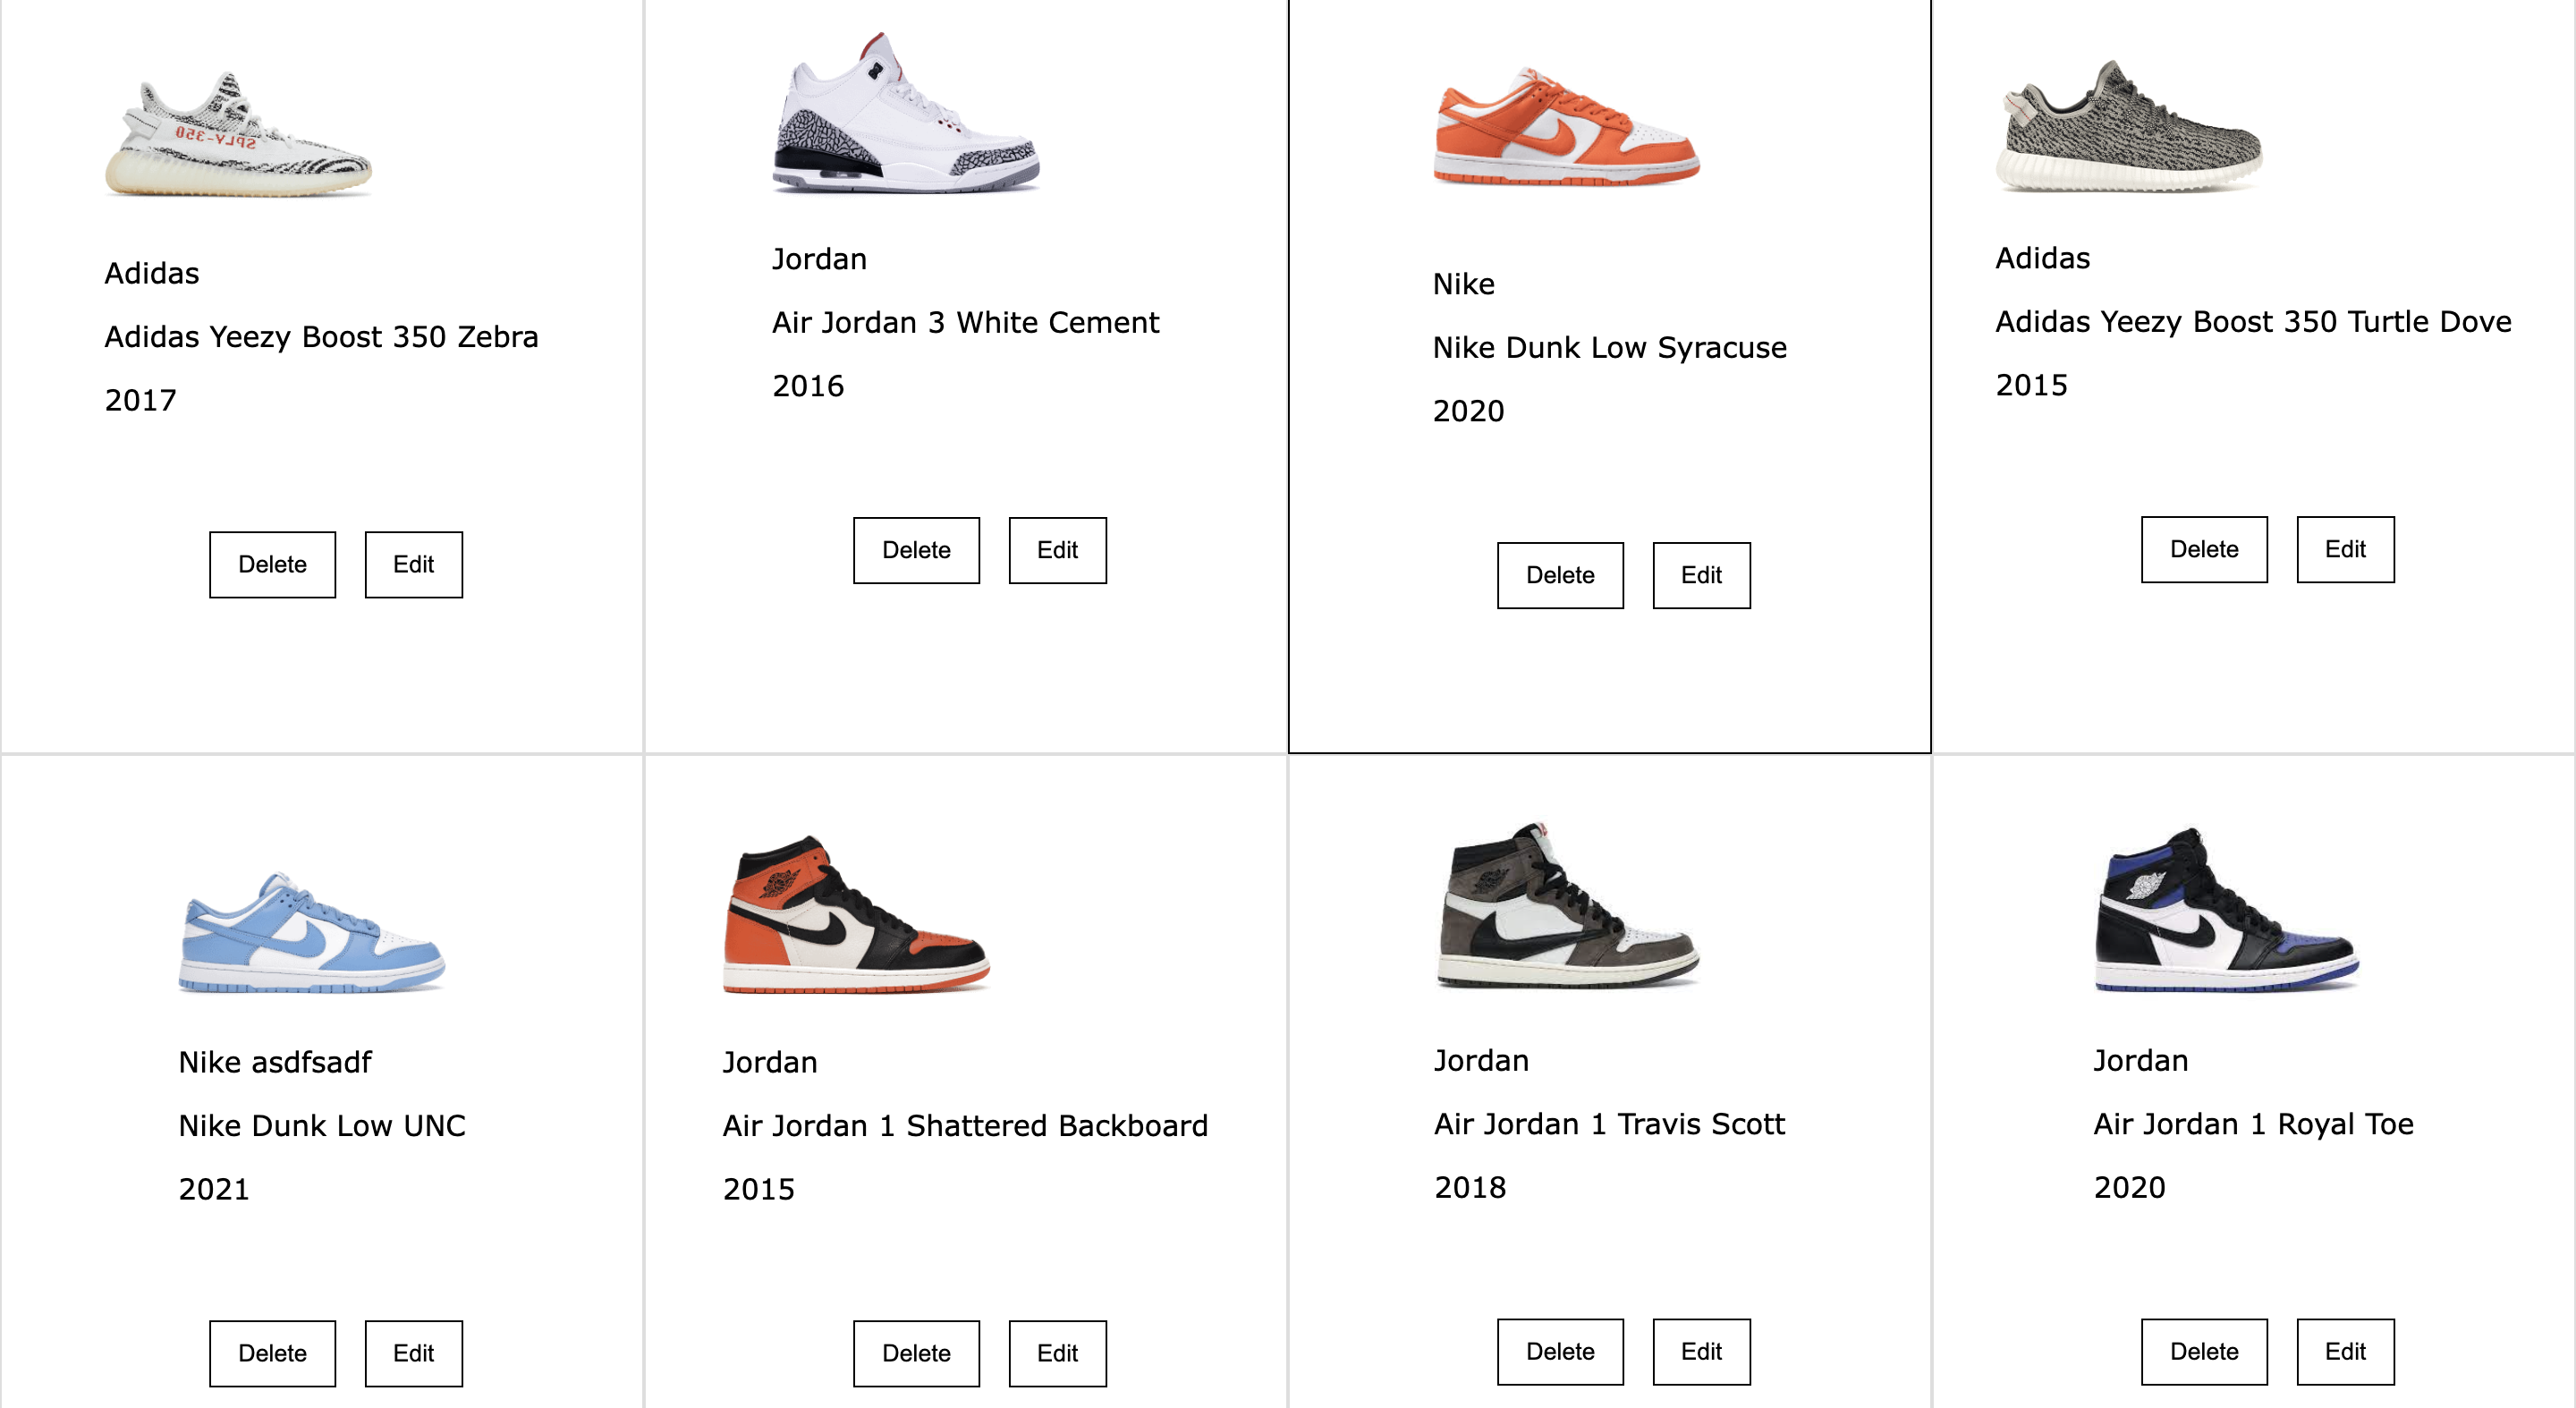 SPLY-350
Adidas
Adidas Yeezy Boost 350 Zebra
2017
Delete
Edit
Jordan
Air Jordan 3 White Cement
2016
Delete
Edit
Nike
Nike Dunk Low Syracuse
2020
Delete
Edit
Adidas
Adidas Yeezy Boost 350 Turtle Dove
2015
Delete
Edit
Nike asdfsadf
Nike Dunk Low UNC
2021
Delete
Edit
Jordan
Air Jordan 1 Shattered Backboard
2015
Delete
Edit
Jordan
Air Jordan 1 Travis Scott
2018
Delete
Edit
Jordan
Air Jordan 1 Royal Toe
2020
Delete
Edit